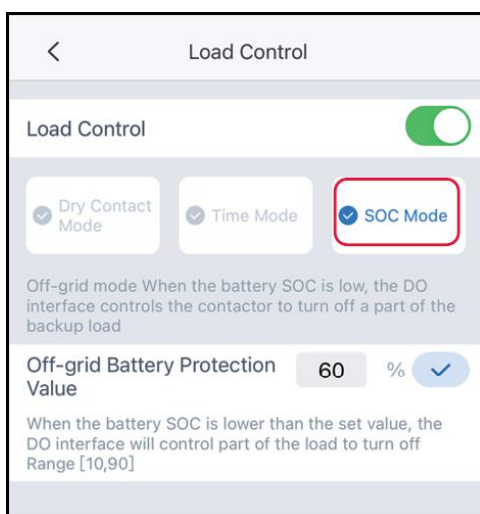 Load Control
Load Control
Dry Contact
Mode
Time Mode
SOC Mode
Off-grid mode When the battery SOC is low, the DO
interface controls the contactor to turn off a part of the
backup load
Off-grid Battery Protection
Value
60 %
When the battery SOC is lower than the set value, the
DO interface will control part of the load to turn off
Range [10,90]